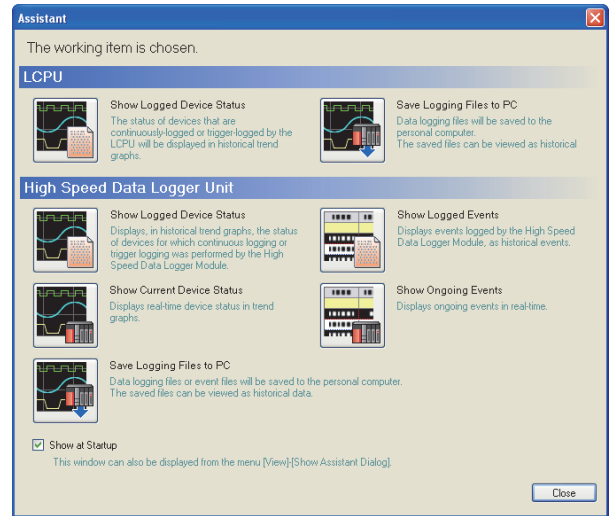 Assistant
The working item is chosen.
LCPU
Show Logged Device Status
The status of devices that are
continuously-logged or trigger-logged by the
LCPU will be displayed in historical trend
graphs.
Save Logging Files to PC
Data logging files will be saved to the
personal computer.
The saved files can be viewed as historical
High Speed Data Logger Unit
Show Logged Device Status
Displays, in historical trend graphs, the status
of devices for which continuous logging or
trigger logging was performed by the High
Speed Data Logger Module.
Show Logged Events
Displays events logged by the High Speed
Data Logger Module, as historical events.
Show Current Device Status
Displays real-time device status in trend
graphs.
Show Ongoing Events
Displays ongoing events in real-time.
Save Logging Files to PC
Data logging files or event files will be saved to the personal computer.
The saved files can be viewed as historical data.
Show at Startup
This window can also be displayed from the menu [View]-[Show Assistant Dialog].
Close